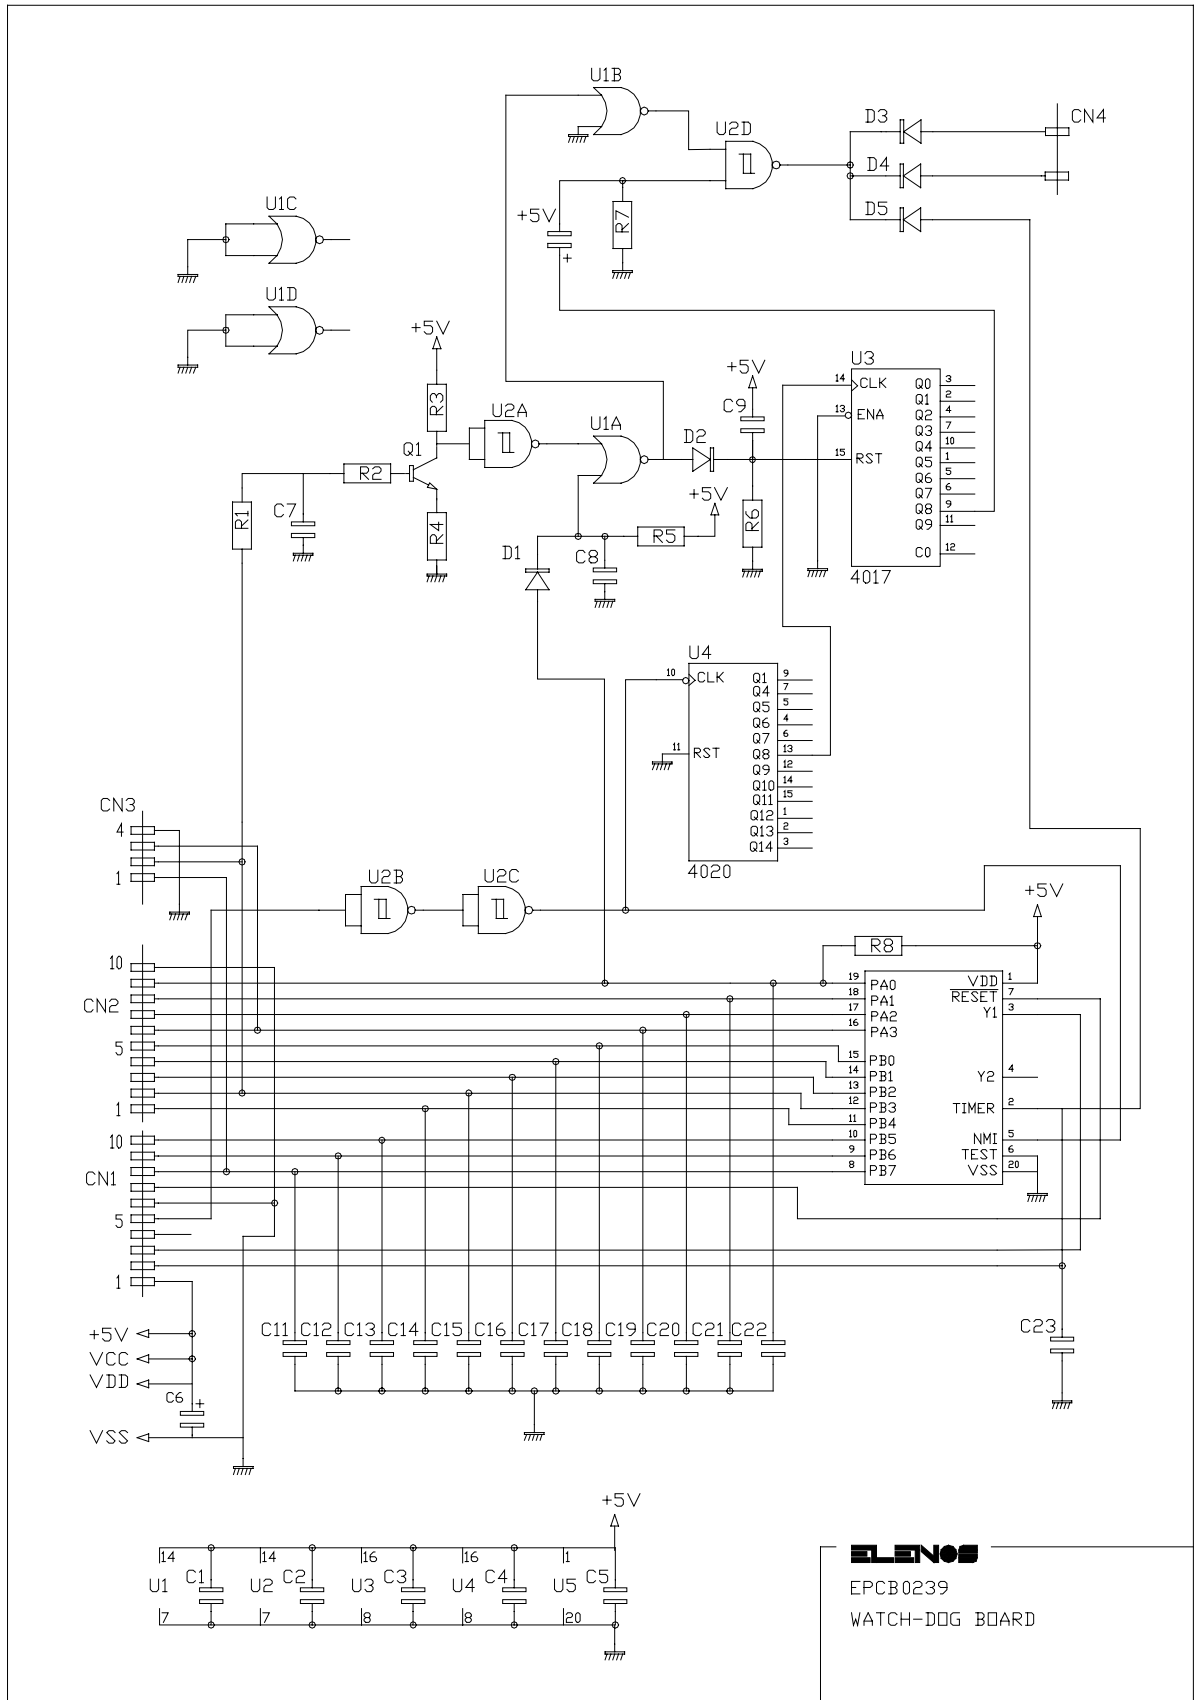 U1B
D3
CN4
U2D
D4
D5
R7
+5V
+
U1C
U1D
+5V
R3
U2A
U1A
Q1
R2
R1
C7
R4
D2
+5V
C9
+5V
R6
R5
D1
C8
U3
14 CLK
13 ENA
15 RST
Q0 3
Q1 2
Q2 4
Q3 7
Q4 10
Q5 1
Q6 5
Q7 6
Q8 9
Q9 11
CO 12
4017
U4
10 CLK
11 RST
Q1 9
Q4 7
Q5 5
Q6 4
Q7 6
Q8 13
Q9 12
Q10 14
Q11 15
Q12 1
Q13 2
Q14 3
4020
CN3
4
1
U2B
U2C
+5V
R8
10
CN2
5
1
10
CN1
5
1
19 PA0
18 PA1
17 PA2
16 PA3
15 PB0
14 PB1
13 PB2
12 PB3
11 PB4
10 PB5
9 PB6
8 PB7
VDD 1
RESET 7
Y1 3
Y2 4
TIMER 2
NMI 5
TEST 6
VSS 20
+5V
VCC
VDD
C6 +
VSS
C11 C12 C13 C14 C15 C16 C17 C18 C19 C20 C21 C22
C23
+5V
14 14 16 16 1
U1 C1 U2 C2 U3 C3 U4 C4 U5 C5
7 7 8 8 20
ELENOS
EPCB0239
WATCH-DOG BOARD